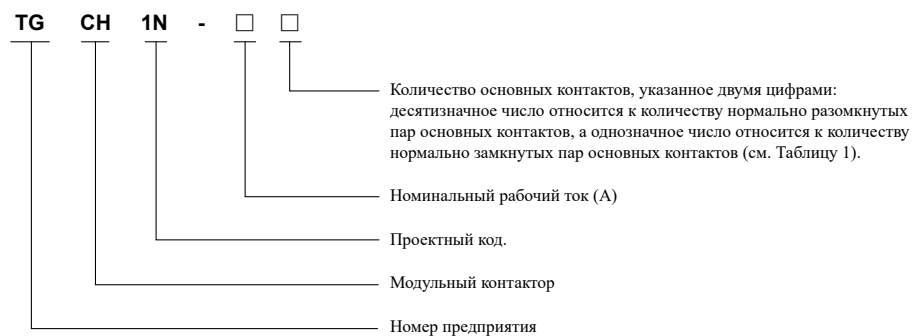 TG CH 1N - □ □
Количество основных контактов, указанное двумя цифрами:
десятизначное число относится к количеству нормально разомкнутых
пар основных контактов, а однозначное число относится к количеству
нормально замкнутых пар основных контактов (см. Таблицу 1).
Номинальный рабочий ток (А)
Проектный код.
Модульный контактор
Номер предприятия